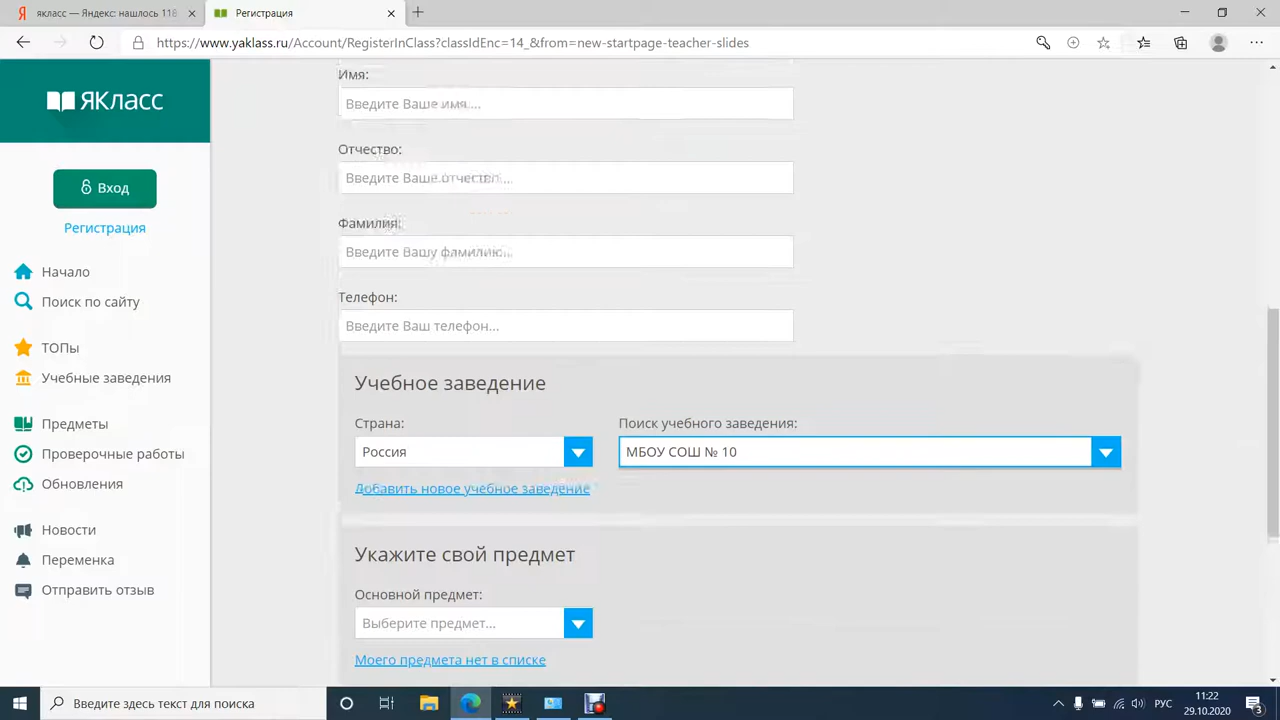 якласс — Яндекс: нашлось 118
Регистрация
https://www.yaklass.ru/Account/RegisterInClass?classIdEnc=14_&from=new-startpage-teacher-slides
ЯКласс
Вход
Регистрация
Начало
Поиск по сайту
ТОПы
Учебные заведения
Предметы
Проверочные работы
Обновления
Новости
Переменка
Отправить отзыв
Имя:
Введите Ваше имя...
Отчество:
Введите Ваше отчество...
Фамилия:
Введите Вашу фамилию...
Телефон:
Введите Ваш телефон...
Учебное заведение
Страна:
Поиск учебного заведения:
Россия
МБОУ СОШ № 10
Добавить новое учебное заведение
Укажите свой предмет
Основной предмет:
Выберите предмет...
Моего предмета нет в списке
Введите здесь текст для поиска
РУС
11:22
29.10.2020
3